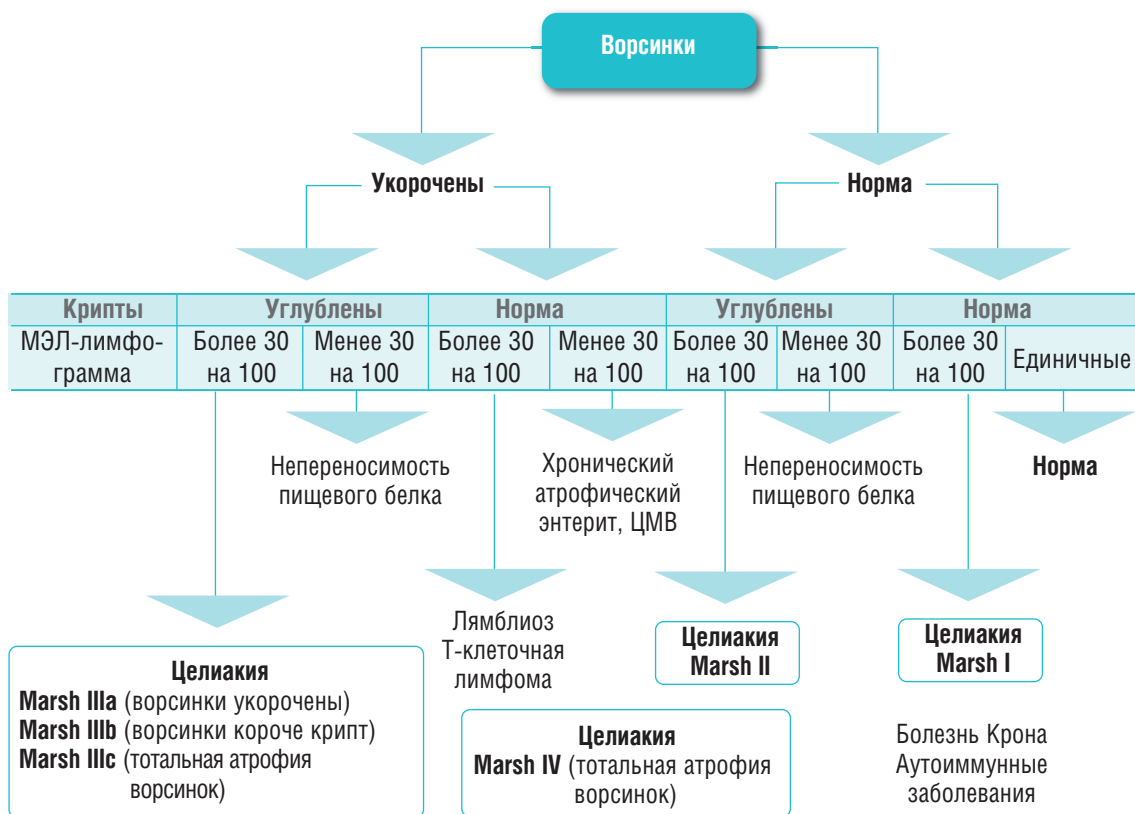 Ворсинки
Укорочены
Норма
Крипты
Углублены
Норма
Углублены
Норма
МЭЛ-лимфо-
грамма
Более 30
на 100
Менее 30
на 100
Более 30
на 100
Менее 30
на 100
Более 30
на 100
Менее 30
на 100
Более 30
на 100
Единичные
Непереносимость
пищевого белка
Хронический
атрофический
энтерит, ЦМВ
Непереносимость
пищевого белка
Норма
Целиакия
Marsh IIIa (ворсинки укорочены)
Marsh IIIb (ворсинки короче крипт)
Marsh IIIc (тотальная атрофия
ворсинок)
Лямблиоз
Т-клеточная
лимфома
Целиакия
Marsh II
Целиакия
Marsh I
Целиакия
Marsh IV (тотальная атрофия
ворсинок)
Болезнь Крона
Аутоиммунные
заболевания